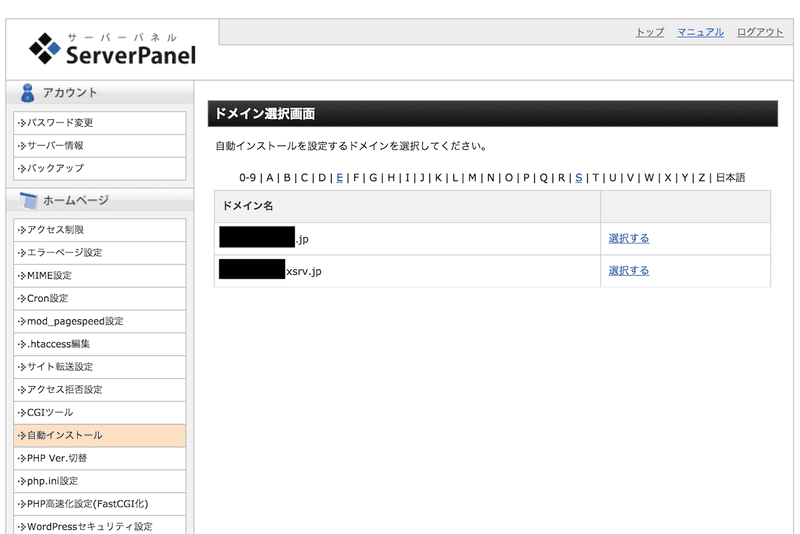 サーバーパネル
ServerPanel
トップ マニュアル ログアウト
アカウント
パスワード変更
サーバー情報
バックアップ
ホームページ
アクセス制限
エラーページ設定
MIME設定
Cron設定
mod_pagespeed設定
.htaccess編集
サイト転送設定
アクセス拒否設定
CGIツール
自動インストール
PHP Ver.切替
php.ini設定
PHP高速化設定(FastCGI化)
WordPressセキュリティ設定
ドメイン選択画面
自動インストールを設定するドメインを選択してください。
0-9 | A | B | C | D | E | F | G | H | I | J | K | L | M | N | O | P | Q | R | S | T | U | V | W | X | Y | Z | 日本語
ドメイン名
.jp 選択する
xsrv.jp 選択する